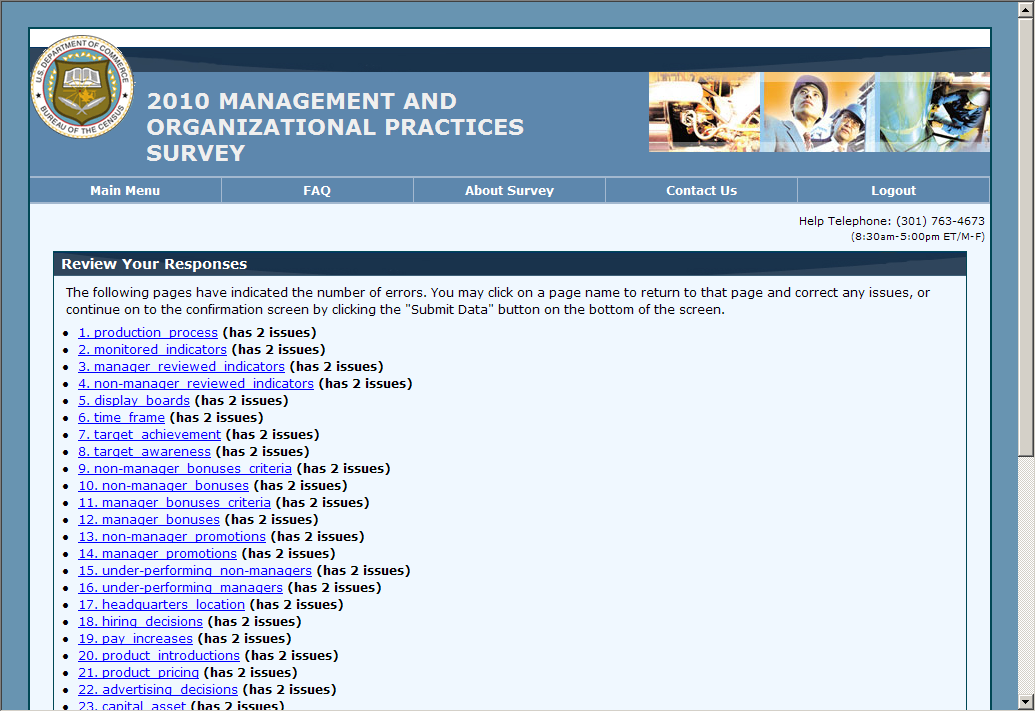 U.S. DEPARTMENT OF COMMERCE
BUREAU OF THE CENSUS
2010 MANAGEMENT AND
ORGANIZATIONAL PRACTICES
SURVEY
Main Menu FAQ About Survey Contact Us Logout
Help Telephone: (301) 763-4673
(8:30am-5:00pm ET/M-F)
Review Your Responses
The following pages have indicated the number of errors. You may click on a page name to return to that page and correct any issues, or
continue on to the confirmation screen by clicking the "Submit Data" button on the bottom of the screen.
• 1. production_process (has 2 issues)
• 2. monitored_indicators (has 2 issues)
• 3. manager_reviewed_indicators (has 2 issues)
• 4. non-manager_reviewed_indicators (has 2 issues)
• 5. display_boards (has 2 issues)
• 6. time_frame (has 2 issues)
• 7. target_achievement (has 2 issues)
• 8. target_awareness (has 2 issues)
• 9. non-manager_bonuses_criteria (has 2 issues)
• 10. non-manager_bonuses (has 2 issues)
• 11. manager_bonuses_criteria (has 2 issues)
• 12. manager_bonuses (has 2 issues)
• 13. non-manager_promotions (has 2 issues)
• 14. manager_promotions (has 2 issues)
• 15. under-performing_non-managers (has 2 issues)
• 16. under-performing_managers (has 2 issues)
• 17. headquarters_location (has 2 issues)
• 18. hiring_decisions (has 2 issues)
• 19. pay_increases (has 2 issues)
• 20. product_introductions (has 2 issues)
• 21. product_pricing (has 2 issues)
• 22. advertising_decisions (has 2 issues)
• 23. capital_asset (has 2 issues)